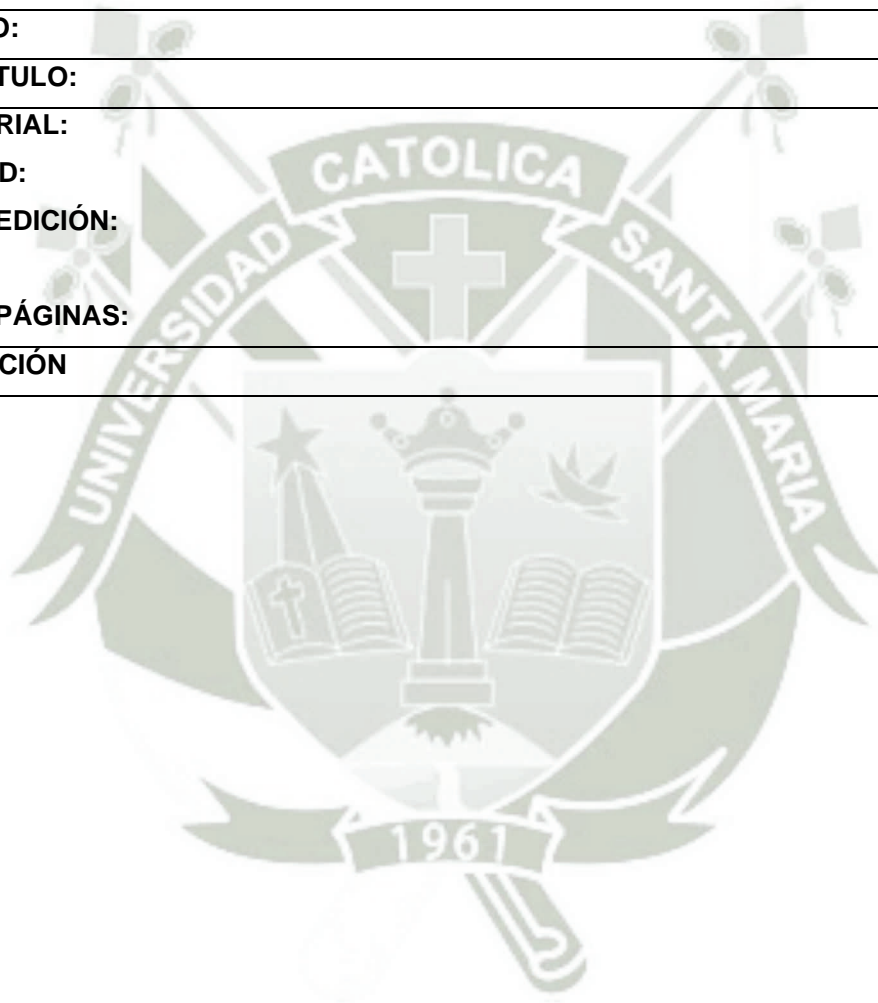 O:
TULO:
RIAL:
D:
EDICIÓN:
PÁGINAS:
CIÓN
UNIVERSIDAD CATOLICA SANTA MARIA
1961